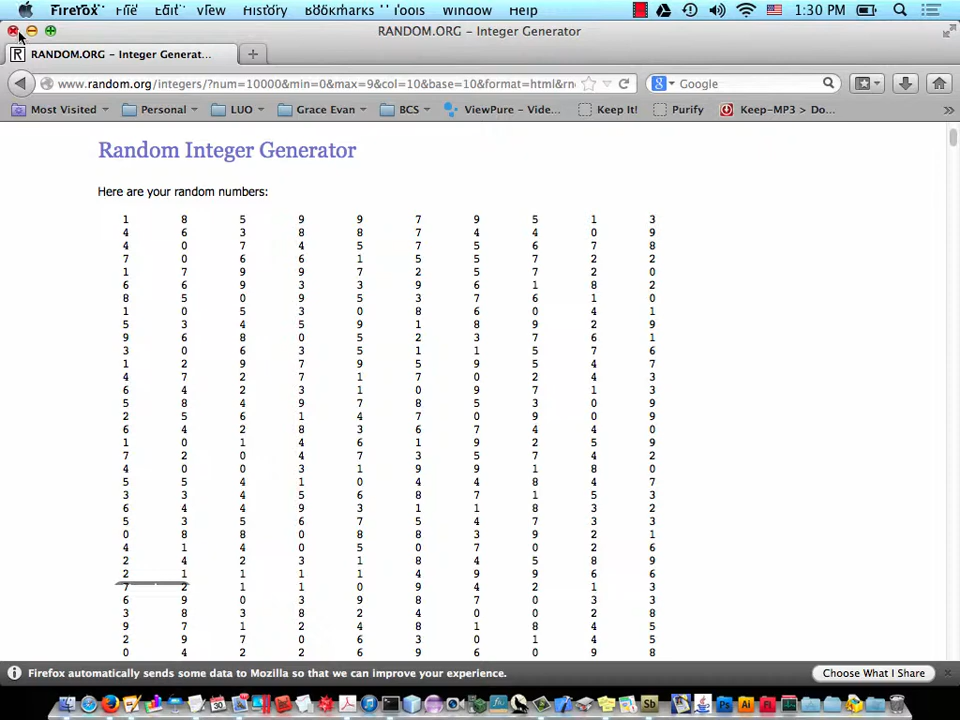 Firefox File Edit View History Bookmarks Tools Window Help 1:30 PM
RANDOM.ORG - Integer Generator
RANDOM.ORG - Integer Generat...
www.random.org/integers/?num=10000&min=0&max=9&col=10&base=10&format=html&rn Google
Most Visited Personal LUO Grace Evan BCS ViewPure - Vide... Keep It! Purify Keep-MP3 > Do... »
Random Integer Generator
Here are your random numbers:
1 8 5 9 9 7 9 5 1 3
4 6 3 8 8 7 4 4 0 9
4 0 7 4 5 7 5 6 7 8
7 0 6 6 1 5 5 7 2 2
1 7 9 9 7 2 5 7 2 0
6 6 9 3 3 9 6 1 8 2
8 5 0 9 5 3 7 6 1 0
1 0 5 3 0 8 6 0 4 1
5 3 4 5 9 1 8 9 2 9
9 6 8 0 5 2 3 7 6 1
3 0 6 3 5 1 1 5 7 6
1 2 9 7 9 5 9 5 4 7
4 7 2 7 1 7 0 2 4 3
6 4 2 3 1 0 9 7 1 3
5 8 4 9 7 8 5 3 0 9
2 5 6 1 4 7 0 9 0 9
6 4 2 8 3 6 7 4 4 0
1 0 1 4 6 1 9 2 5 9
7 2 0 0 4 7 3 5 7 4 2
4 0 0 3 1 9 9 1 8 0
5 5 4 1 0 4 4 8 4 7
3 3 4 5 6 8 7 1 5 3
6 4 4 9 3 1 1 8 3 2
5 3 5 6 7 5 4 7 3 3
0 8 8 0 8 8 3 9 2 1
4 1 4 0 5 0 7 0 2 6
2 4 2 3 1 8 4 5 8 9
2 1 1 1 1 4 9 9 6 6
7 2 1 1 0 9 4 2 1 3
6 9 0 3 9 8 7 0 3 3
3 8 3 8 2 4 0 0 2 8
9 7 1 2 4 8 1 8 4 5
2 9 7 0 6 3 0 1 4 5
0 4 2 2 6 9 6 0 9 8
Firefox automatically sends some data to Mozilla so that we can improve your experience. Choose What I Share